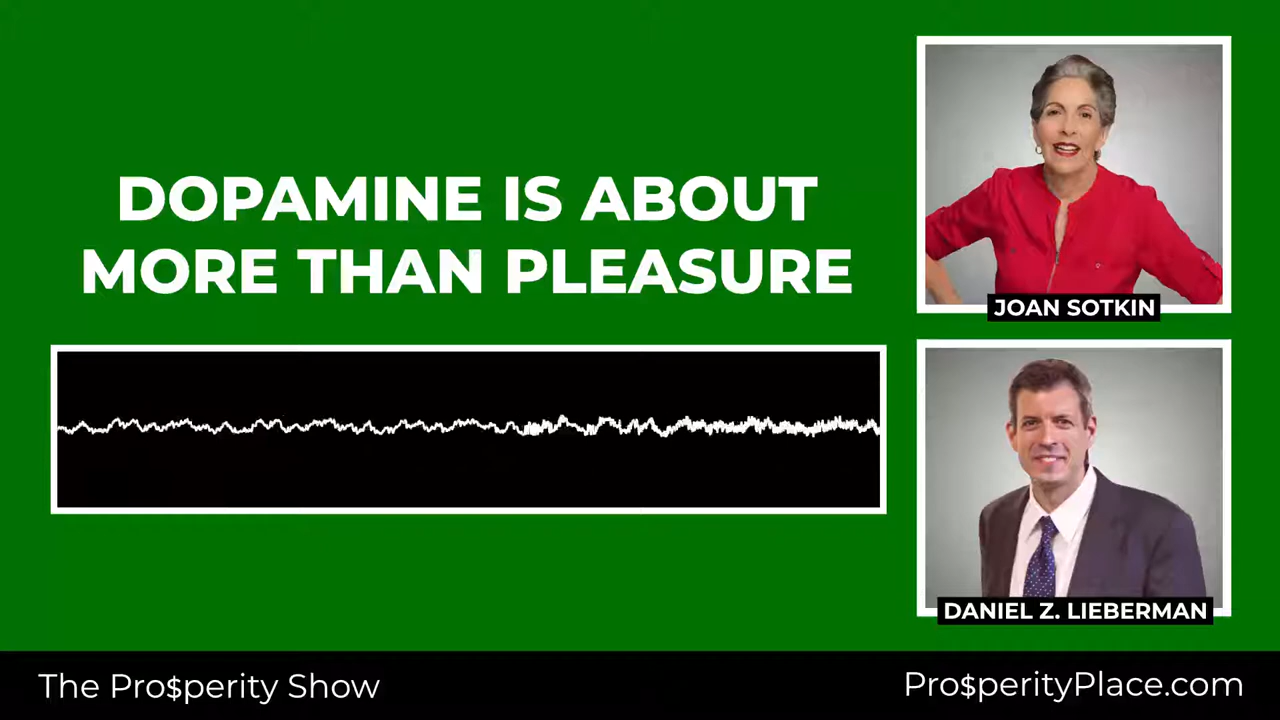 DOPAMINE IS ABOUT
MORE THAN PLEASURE
JOAN SOTKIN
DANIEL Z. LIEBERMAN
The Pro$perity Show
Pro$perityPlace.com